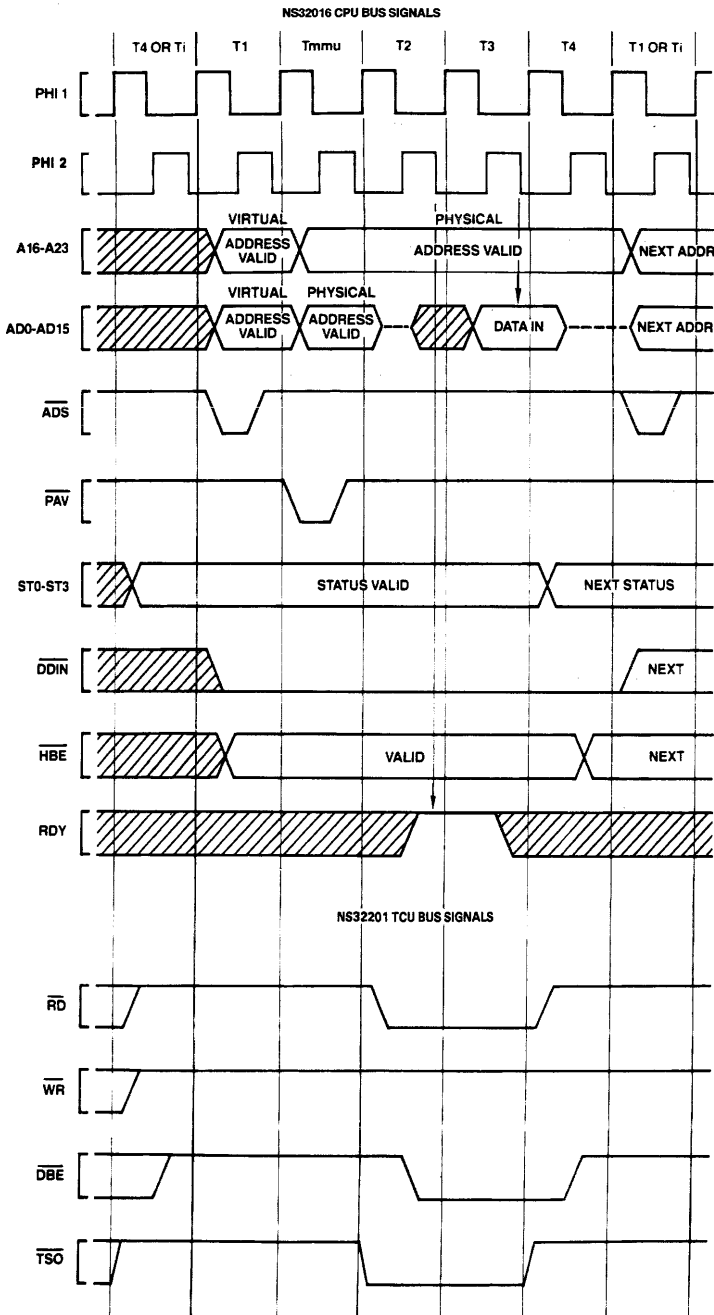 NS32016 CPU BUS SIGNALS
T4 OR Ti T1 Tmmu T2 T3 T4 T1 OR Ti
PHI 1
PHI 2
VIRTUAL PHYSICAL
A16-A23 ADDRESS VALID ADDRESS VALID NEXT ADDR
VIRTUAL PHYSICAL
AD0-AD15 ADDRESS VALID ADDRESS VALID DATA IN NEXT ADDR
ADS
PAV
ST0-ST3 STATUS VALID NEXT STATUS
DDIN NEXT
HBE VALID NEXT
RDY
NS32201 TCU BUS SIGNALS
RD
WR
DBE
TSO